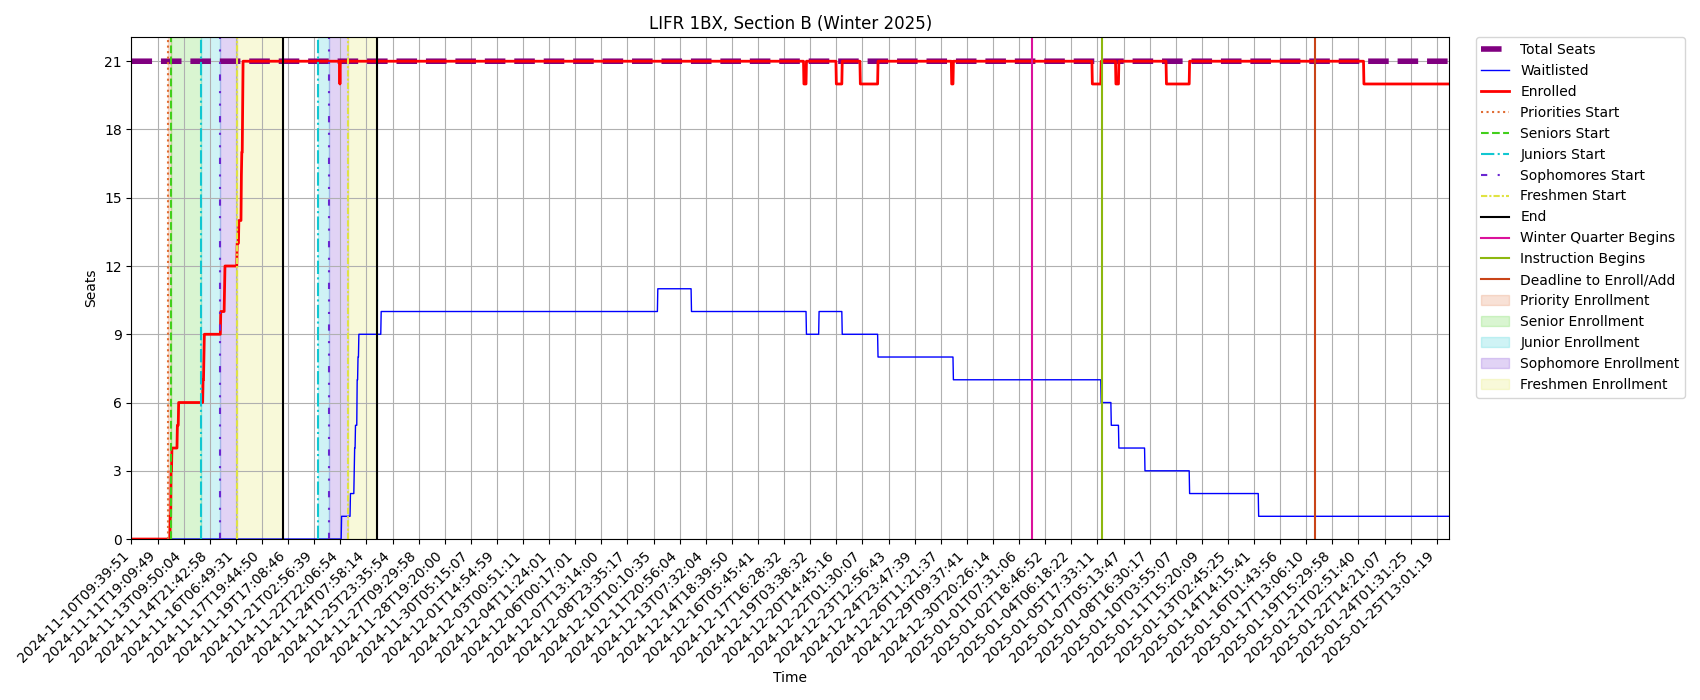 LIFR 1BX, Section B (Winter 2025)
Seats
21
18
15
12
9
6
3
0
2024-11-10T09:39:51
2024-11-11T19:09:49
2024-11-13T09:50:04
2024-11-14T21:42:58
2024-11-16T06:49:31
2024-11-17T19:44:50
2024-11-19T17:08:46
2024-11-21T02:56:39
2024-11-22T22:06:54
2024-11-24T07:58:14
2024-11-25T23:35:54
2024-11-27T09:29:58
2024-11-28T19:20:00
2024-11-30T05:15:07
2024-12-01T14:54:59
2024-12-03T00:51:11
2024-12-04T11:24:01
2024-12-06T00:17:01
2024-12-07T13:14:00
2024-12-08T23:35:17
2024-12-10T10:10:35
2024-12-11T20:56:04
2024-12-13T07:32:04
2024-12-14T18:39:50
2024-12-16T05:45:41
2024-12-17T16:28:32
2024-12-19T03:38:32
2024-12-20T14:45:16
2024-12-22T01:30:07
2024-12-23T12:56:43
2024-12-24T23:47:39
2024-12-26T11:21:37
2024-12-29T09:37:41
2024-12-30T20:26:14
2025-01-01T07:31:06
2025-01-02T18:46:52
2025-01-04T06:18:22
2025-01-05T17:33:11
2025-01-07T05:13:47
2025-01-08T16:30:17
2025-01-10T03:55:07
2025-01-11T15:20:09
2025-01-13T02:45:25
2025-01-14T14:15:41
2025-01-16T01:43:56
2025-01-17T13:06:10
2025-01-19T15:29:58
2025-01-21T02:51:40
2025-01-22T14:21:07
2025-01-24T01:31:25
2025-01-25T13:01:19
Time
Total Seats
Waitlisted
Enrolled
Priorities Start
Seniors Start
Juniors Start
Sophomores Start
Freshmen Start
End
Winter Quarter Begins
Instruction Begins
Deadline to Enroll/Add
Priority Enrollment
Senior Enrollment
Junior Enrollment
Sophomore Enrollment
Freshmen Enrollment